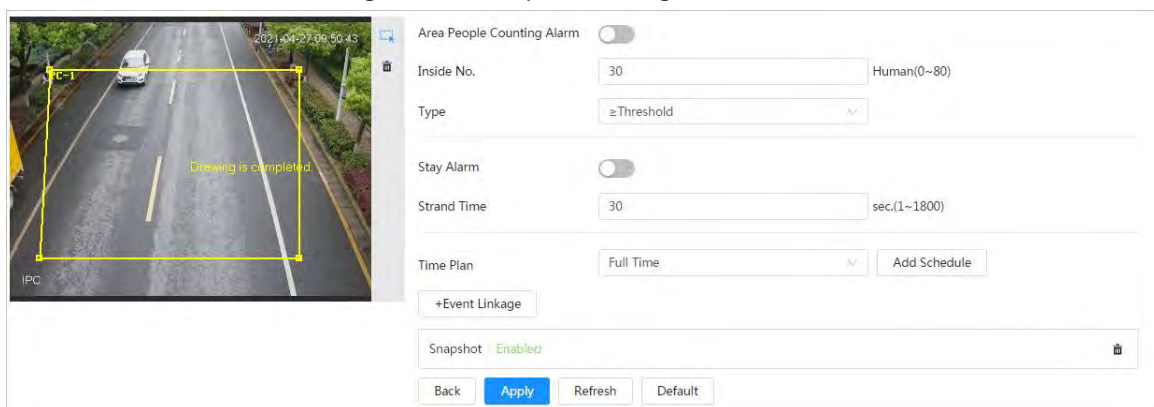 2021-04-27 09:50:43
PC-1
Drawing is completed.
IPC
Area People Counting Alarm
Inside No. 30 Human(0~80)
Type ≥Threshold
Stay Alarm
Strand Time 30 sec.(1~1800)
Time Plan Full Time Add Schedule
+Event Linkage
Snapshot Enabled
Back Apply Refresh Default